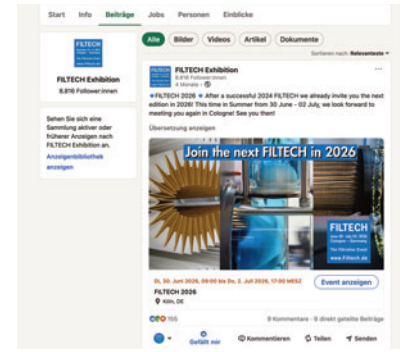 Start Info Beiträge Jobs Personen Einblicke
FILTECH
FILTECH Exhibition
6.816 Follower:innen
Sehen Sie sich eine
Sammlung aktiver oder
früherer Anzeigen nach
FILTECH Exhibition an.
Anzeigenbibliothek
anzeigen
Alle Bilder Videos Artikel Dokumente
Sortieren nach: Relevanteste
FILTECH
FILTECH Exhibition
6.816 Follower:innen
4 Monate •
FILTECH 2026 After a successful 2024 FILTECH we already invite you the next
edition in 2026! This time in Summer from 30 June - 02 July, we look forward to
meeting you again in Cologne! See you then!
Übersetzung anzeigen
Join the next FILTECH in 2026
FILTECH
Cologne - Germany
The Filtration Event
www.Filtech.de
Di, 30. Juni 2026, 09:00 bis Do, 2. Juli 2026, 17:00 MESZ
FILTECH 2026
Köln, DE
Event anzeigen
155
9 Kommentare • 8 direkt geteilte Beiträge
Gefällt mir Kommentieren Teilen Senden